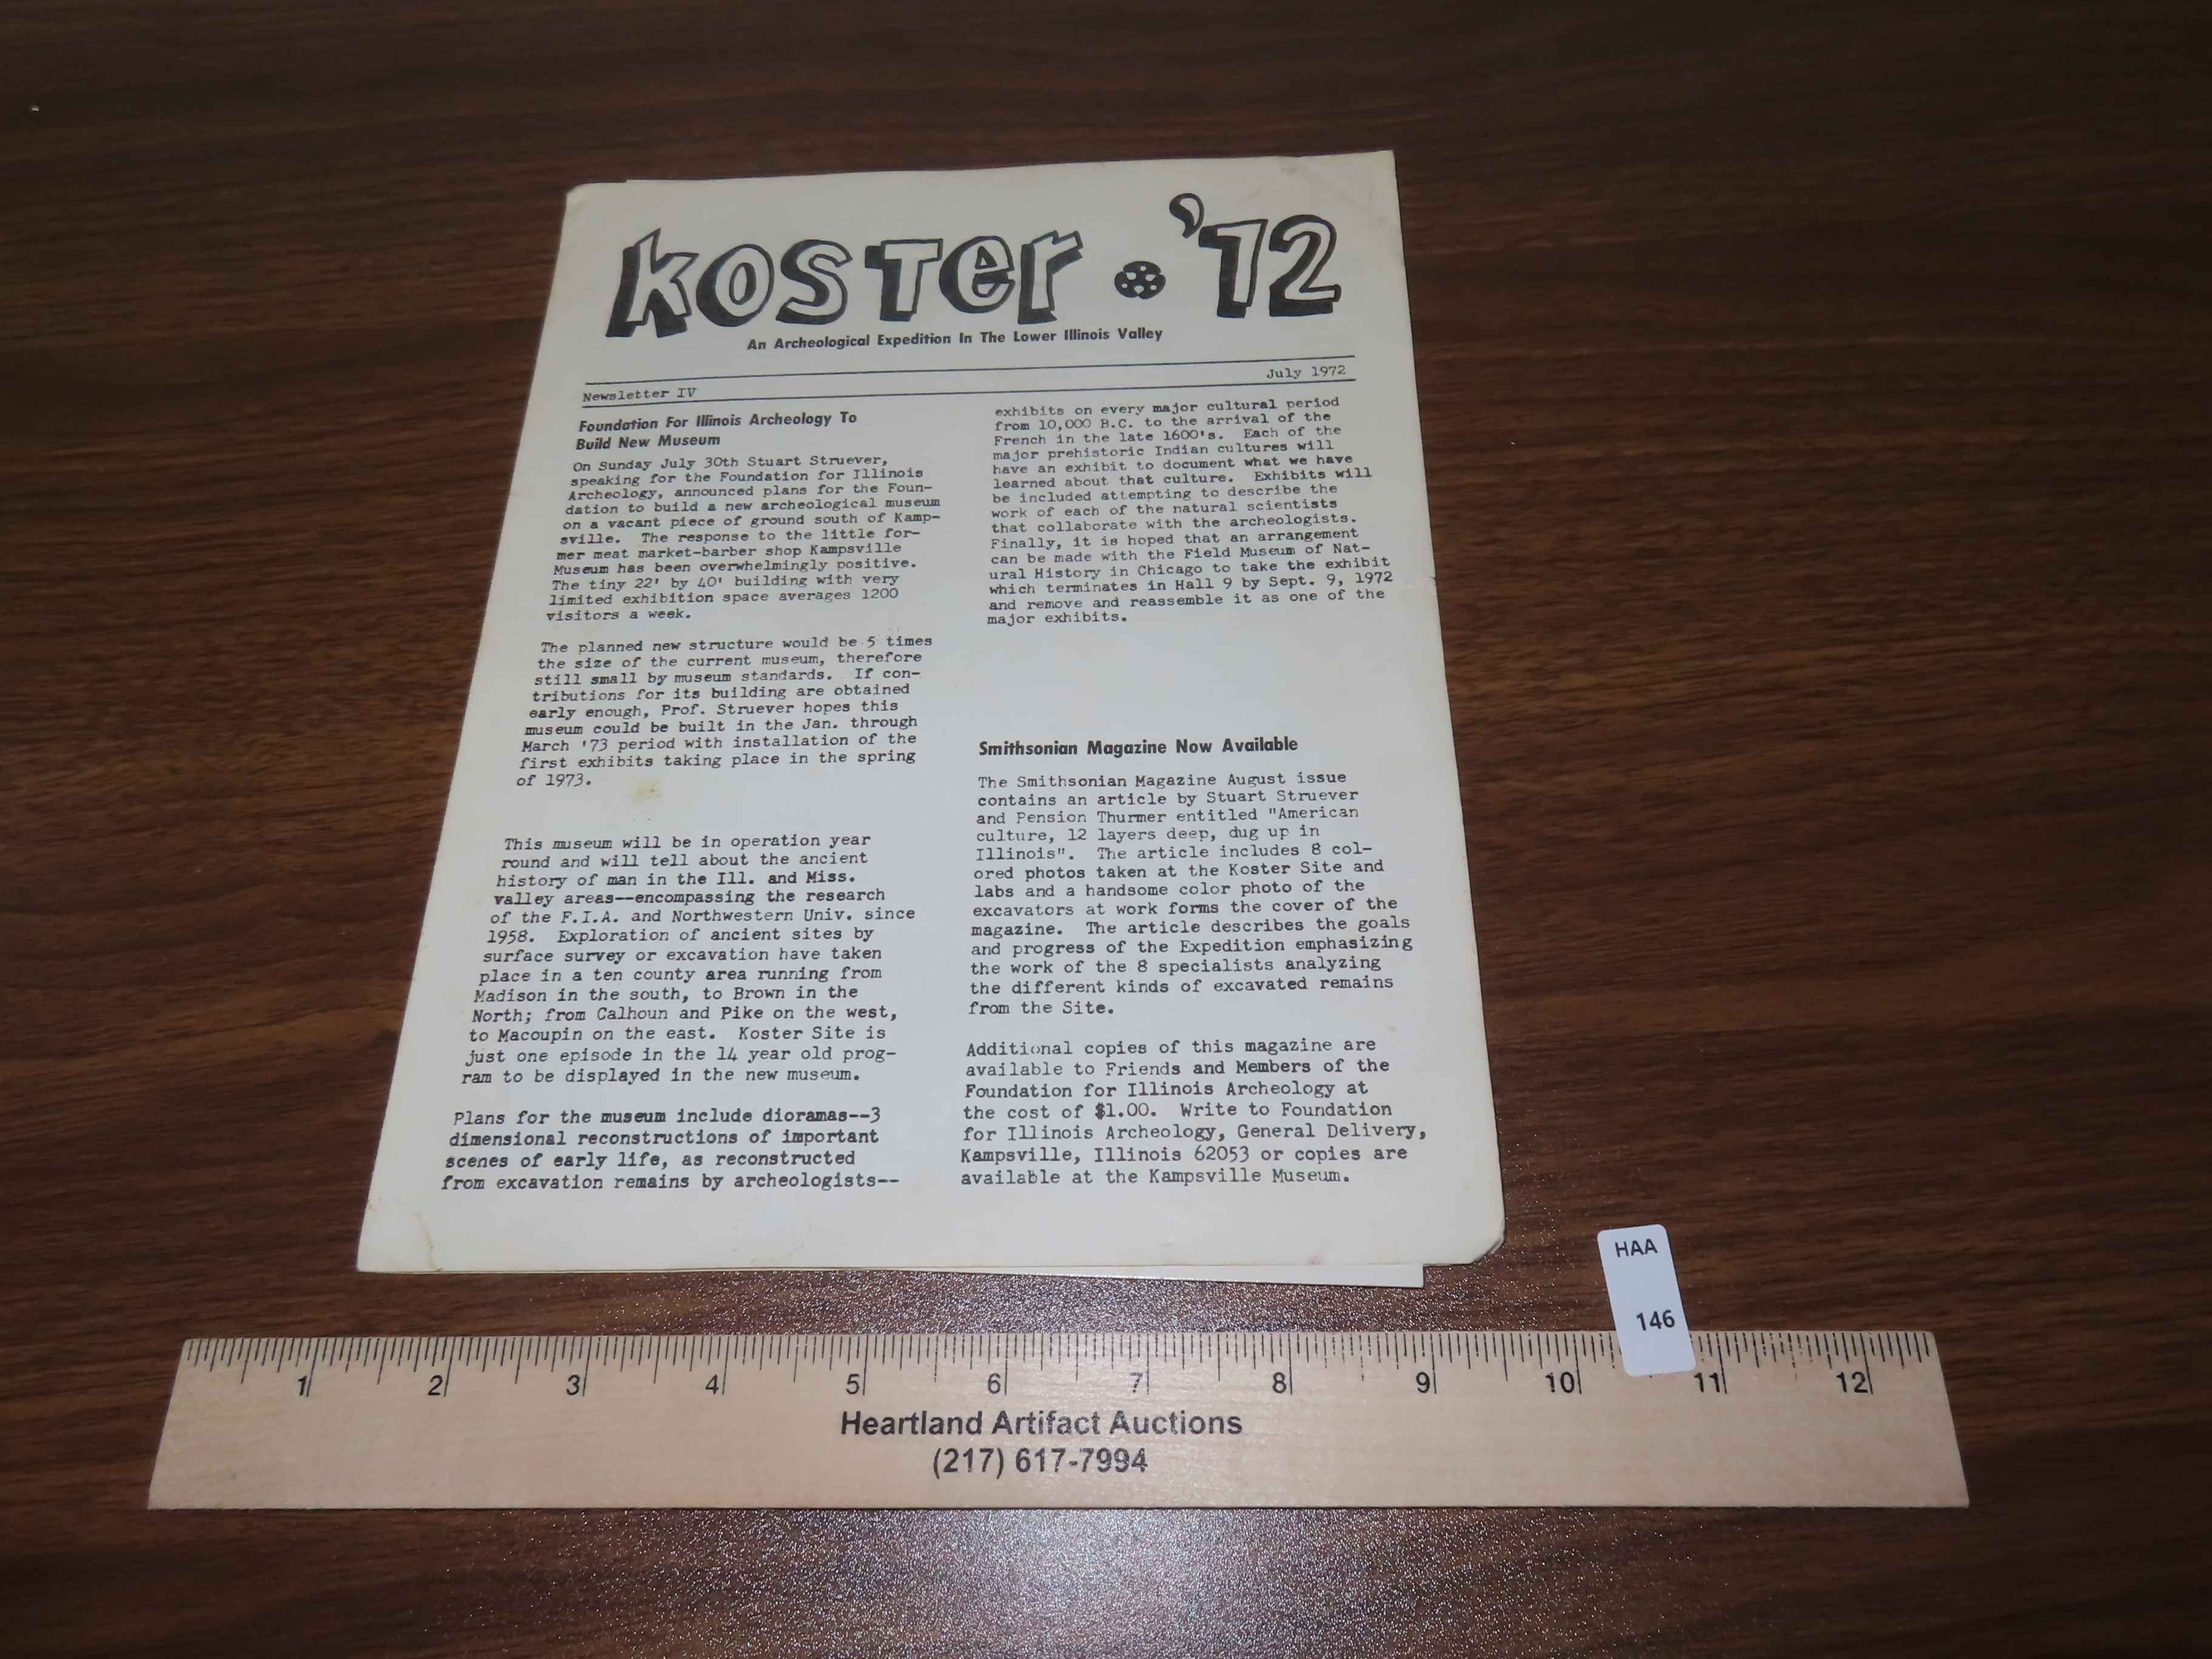 Koster '72
An Archeological Expedition In The Lower Illinois Valley
Newsletter IV
July 1972
Foundation For Illinois Archeology To
Build New Museum
On Sunday July 30th Stuart Struever,
speaking for the Foundation for Illinois
Archeology, announced plans for the Foun-
dation to build a new archeological museum
on a vacant piece of ground south of Kamp-
sville. The response to the little for-
mer meat market-barber shop Kampsville
Museum has been overwhelmingly positive.
The tiny 22' by 40' building with very
limited exhibition space averages 1200
visitors a week.
The planned new structure would be 5 times
the size of the current museum, therefore
still small by museum standards. If con-
tributions for its building are obtained
early enough, Prof. Struever hopes this
museum could be built in the Jan. through
March '73 period with installation of the
first exhibits taking place in the spring
of 1973.
This museum will be in operation year
round and will tell about the ancient
history of man in the Ill. and Miss.
valley areas--encompassing the research
of the F.I.A. and Northwestern Univ. since
1958. Exploration of ancient sites by
surface survey or excavation have taken
place in a ten county area running from
Madison in the south, to Brown in the
North; from Calhoun and Pike on the west,
to Macoupin on the east. Koster Site is
just one episode in the 14 year old prog-
ram to be displayed in the new museum.
Plans for the museum include dioramas--3
dimensional reconstructions of important
scenes of early life, as reconstructed
from excavation remains by archeologists--
exhibits on every major cultural period
from 10,000 B.C. to the arrival of the
French in the late 1600's. Each of the
major prehistoric Indian cultures will
have an exhibit to document what we have
learned about that culture. Exhibits will
be included attempting to describe the
work of each of the natural scientists
that collaborate with the archeologists.
Finally, it is hoped that an arrangement
can be made with the Field Museum of Nat-
ural History in Chicago to take the exhibit
which terminates in Hall 9 by Sept. 9, 1972
and remove and reassemble it as one of the
major exhibits.
Smithsonian Magazine Now Available
The Smithsonian Magazine August issue
contains an article by Stuart Struever
and Pension Thurmer entitled "American
culture, 12 layers deep, dug up in
Illinois". The article includes 8 col-
ored photos taken at the Koster Site and
labs and a handsome color photo of the
excavators at work forms the cover of the
magazine. The article describes the goals
and progress of the Expedition emphasizing
the work of the 8 specialists analyzing
the different kinds of excavated remains
from the Site.
Additional copies of this magazine are
available to Friends and Members of the
Foundation for Illinois Archeology at
the cost of $1.00. Write to Foundation
for Illinois Archeology, General Delivery,
Kampsville, Illinois 62053 or copies are
available at the Kampsville Museum.
HAA
146
1 2 3 4 5 6 7 8 9 10 11 12
Heartland Artifact Auctions
(217) 617-7994